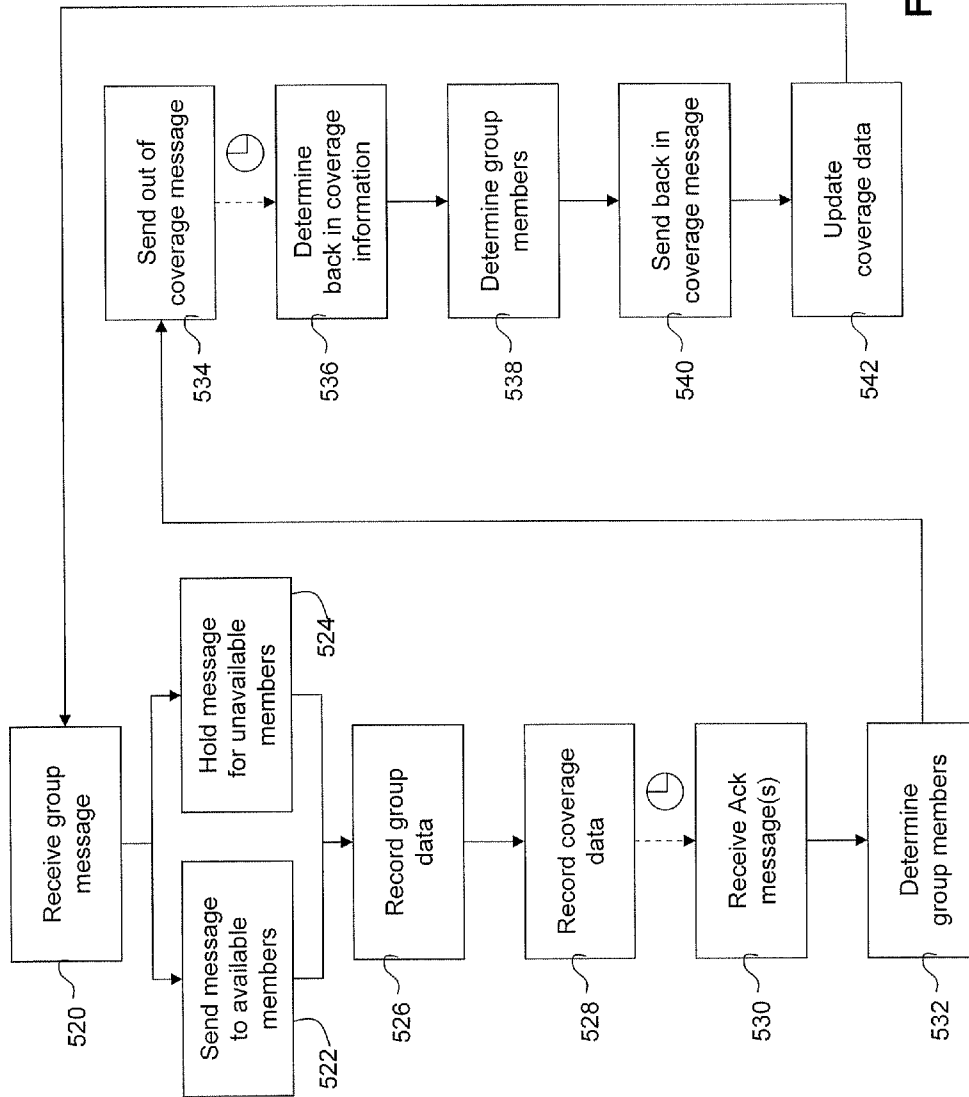 520
Receive group
message
522
Send message
to available
members
524
Hold message
for unavailable
members
526
Record group
data
528
Record coverage
data
530
Receive Ack
message(s)
532
Determine
group members
534
Send out of
coverage message
536
Determine
back in coverage
information
538
Determine group
members
540
Send back in
coverage message
542
Update
coverage data
F